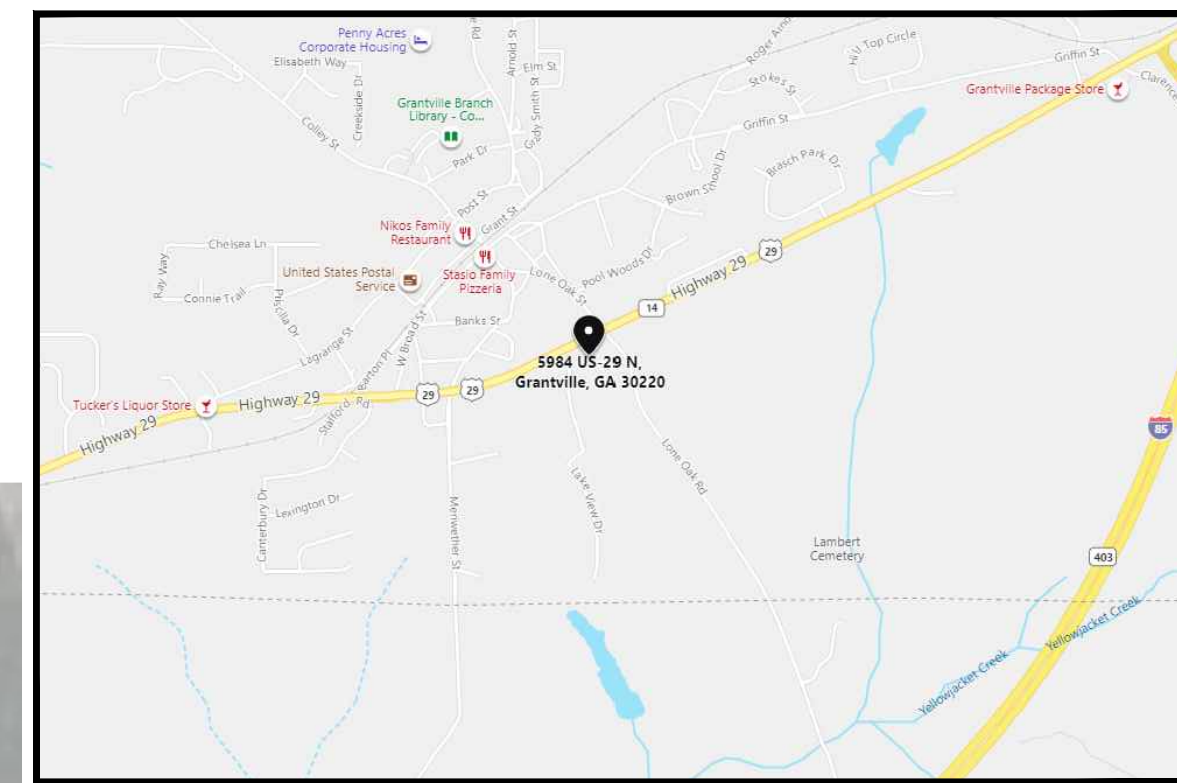 Penny Acres
Corporate Housing
Elisabeth Way
Creekside Dr
Colley St
Arnold St
Elm St
Grady Smith St
Roger Arno
Stokes St
Hill Top Circle
Griffin St
Clarence
Grantville Package Store
Grantville Branch
Library - Co...
Park Dr
Griffin St
Brasch Park Dr
Brown School Dr
Post St
Grant St
Nikos Family
Restaurant
Chelsea Ln
Ray Way
Connie Trail
Priscilla Dr
United States Postal
Service
Stasio Family
Pizzeria
Lone Oak St
Pool Woods Dr
Highway 29
29
14
Banks St
W Broad St
Lagrange St
5984 US-29 N,
Grantville, GA 30220
29
29
Tucker's Liquor Store
Highway 29
Highway 29
Stafford Rd
Lone Oak Rd
Lake View Dr
85
Canterbury Dr
Lexington Dr
Meriwether St
Lambert
Cemetery
403
Yellowjacket Creek
Yellowjacket Creek